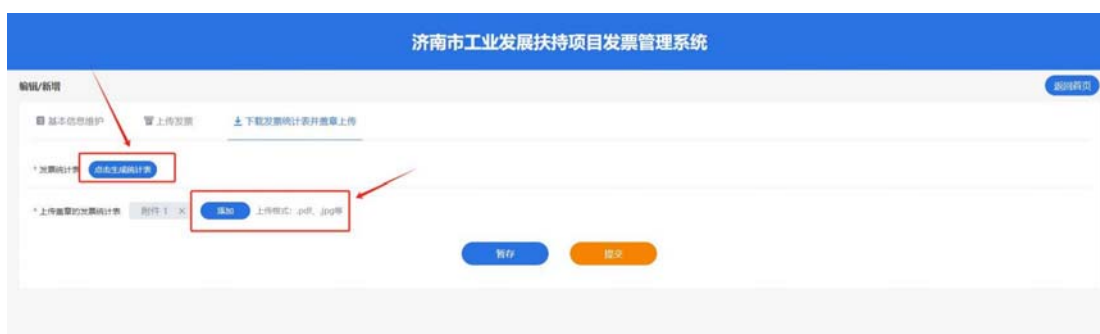 济南市工业发展扶持项目发票管理系统
编辑/新增
返回首页
基本信息维护 上传发票 下载发票统计表并盖章上传
* 发票统计表 点击生成统计表
* 上传盖章的发票统计表 附件 1 × 添加 上传格式: .pdf、.jpg等
暂存 提交